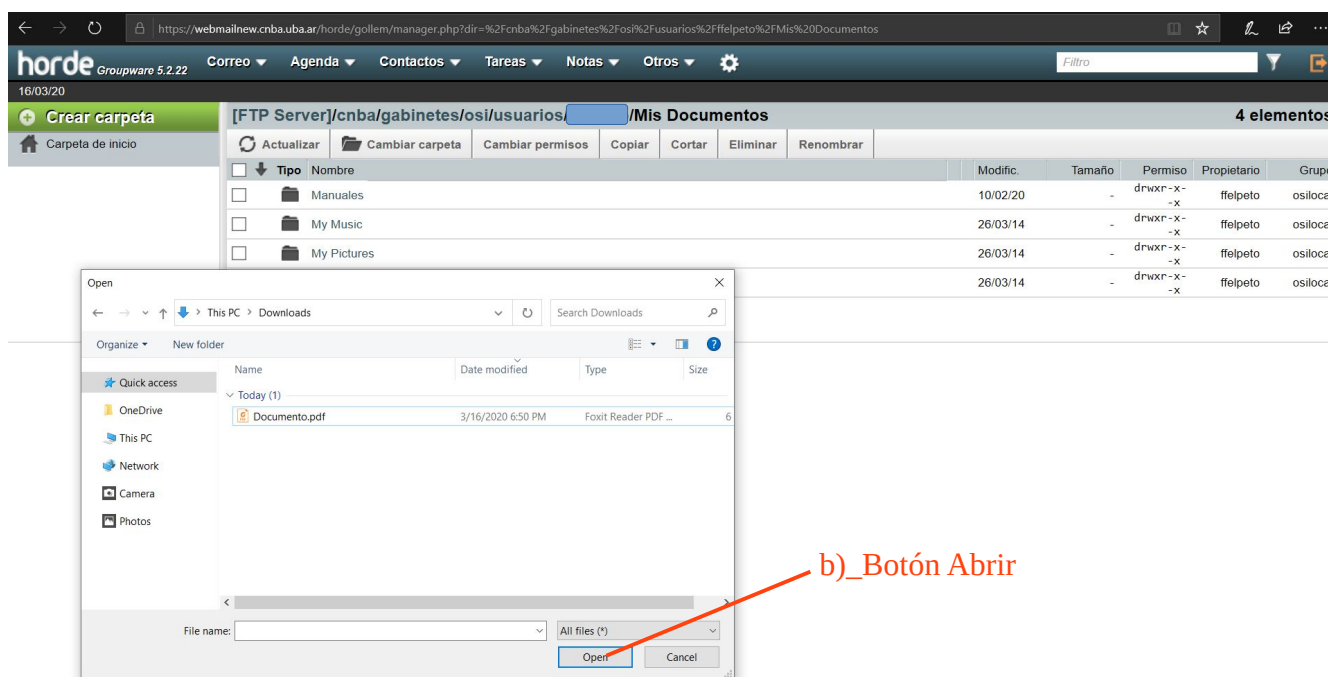 https://webmailnew.cnba.uba.ar/horde/gollem/manager.php?dir=%2Fcnba%2Fgabinetes%2Fosi%2Fusuarios%2Fffelpeto%2FMis%20Documentos
horde Groupware 5.2.22 Correo Agenda Contactos Tareas Notas Otros Filtro
16/03/20
Crear carpeta
Carpeta de inicio
[FTP Server]/cnba/gabinetes/osi/usuarios/ /Mis Documentos 4 elementos
Actualizar Cambiar carpeta Cambiar permisos Copiar Cortar Eliminar Renombrar
Tipo Nombre Modific. Tamaño Permiso Propietario Grupo
Manuales 10/02/20 - drwxr-x--x ffelpeto osiloca
My Music 26/03/14 - drwxr-x--x ffelpeto osiloca
My Pictures 26/03/14 - drwxr-x--x ffelpeto osiloca
26/03/14 - drwxr-x--x ffelpeto osiloca
Open
This PC > Downloads Search Downloads
Organize New folder
Name Date modified Type Size
Quick access
OneDrive
This PC
Network
Camera
Photos
Today (1)
Documento.pdf 3/16/2020 6:50 PM Foxit Reader PDF ... 6
b)_Botón Abrir
File name: All files (*)
Open Cancel